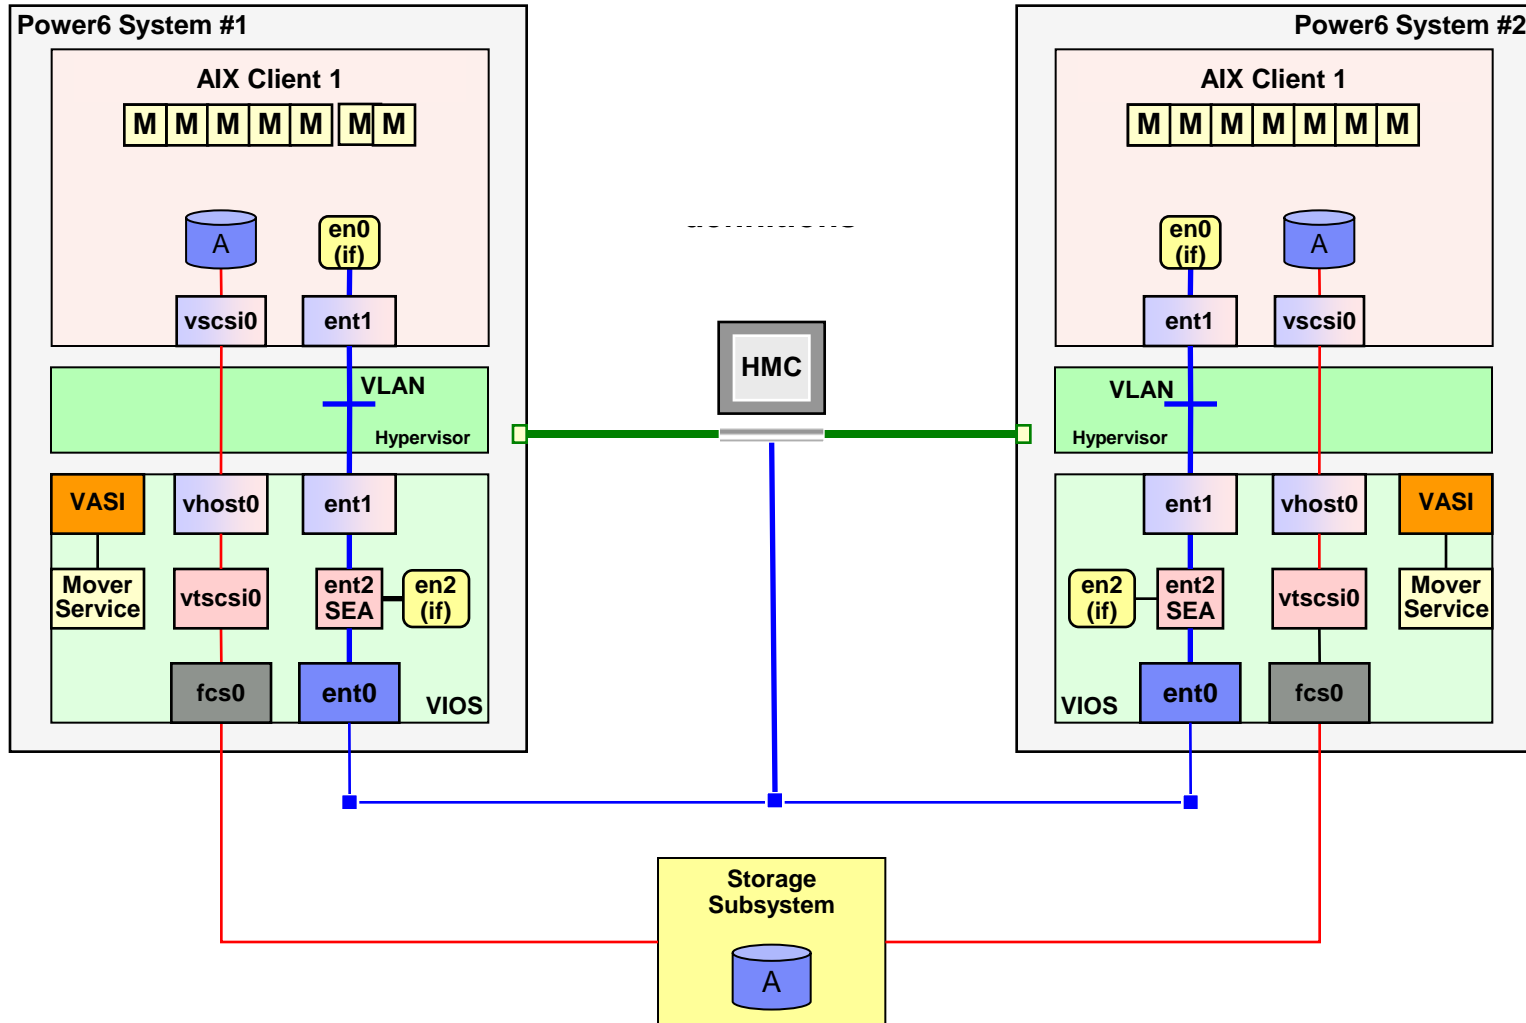 Power6 System #1
AIX Client 1
M M M M M M M
A
en0
(if)
vscsi0
ent1
VLAN
Hypervisor
VASI
vhost0
ent1
Mover
Service
vtscsi0
ent2
SEA
en2
(if)
fcs0
ent0
VIOS
HMC
Power6 System #2
AIX Client 1
M M M M M M M
en0
(if)
A
ent1
vscsi0
VLAN
Hypervisor
ent1
vhost0
VASI
en2
(if)
ent2
SEA
vtscsi0
Mover
Service
VIOS
ent0
fcs0
Storage
Subsystem
A